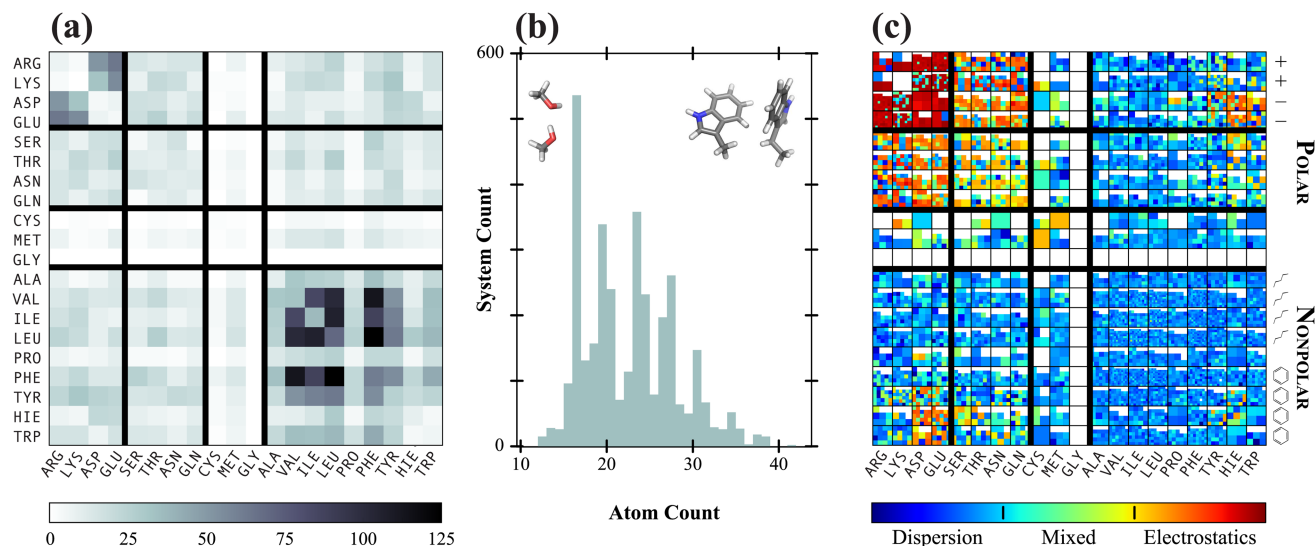 (a)
ARG
LYS
ASP
GLU
SER
THR
ASN
GLN
CYS
MET
GLY
ALA
VAL
ILE
LEU
PRO
PHE
TYR
HIE
TRP
ARG LYS ASP GLU SER THR ASN GLN CYS MET GLY ALA VAL ILE LEU PRO PHE TYR HIE TRP
0 25 50 75 100 125
(b)
600
System Count
0
10 20 30 40
Atom Count
(c)
+
+
−
−
POLAR
NONPOLAR
ARG LYS ASP GLU SER THR ASN GLN CYS MET GLY ALA VAL ILE LEU PRO PHE TYR HIE TRP
Dispersion Mixed Electrostatics